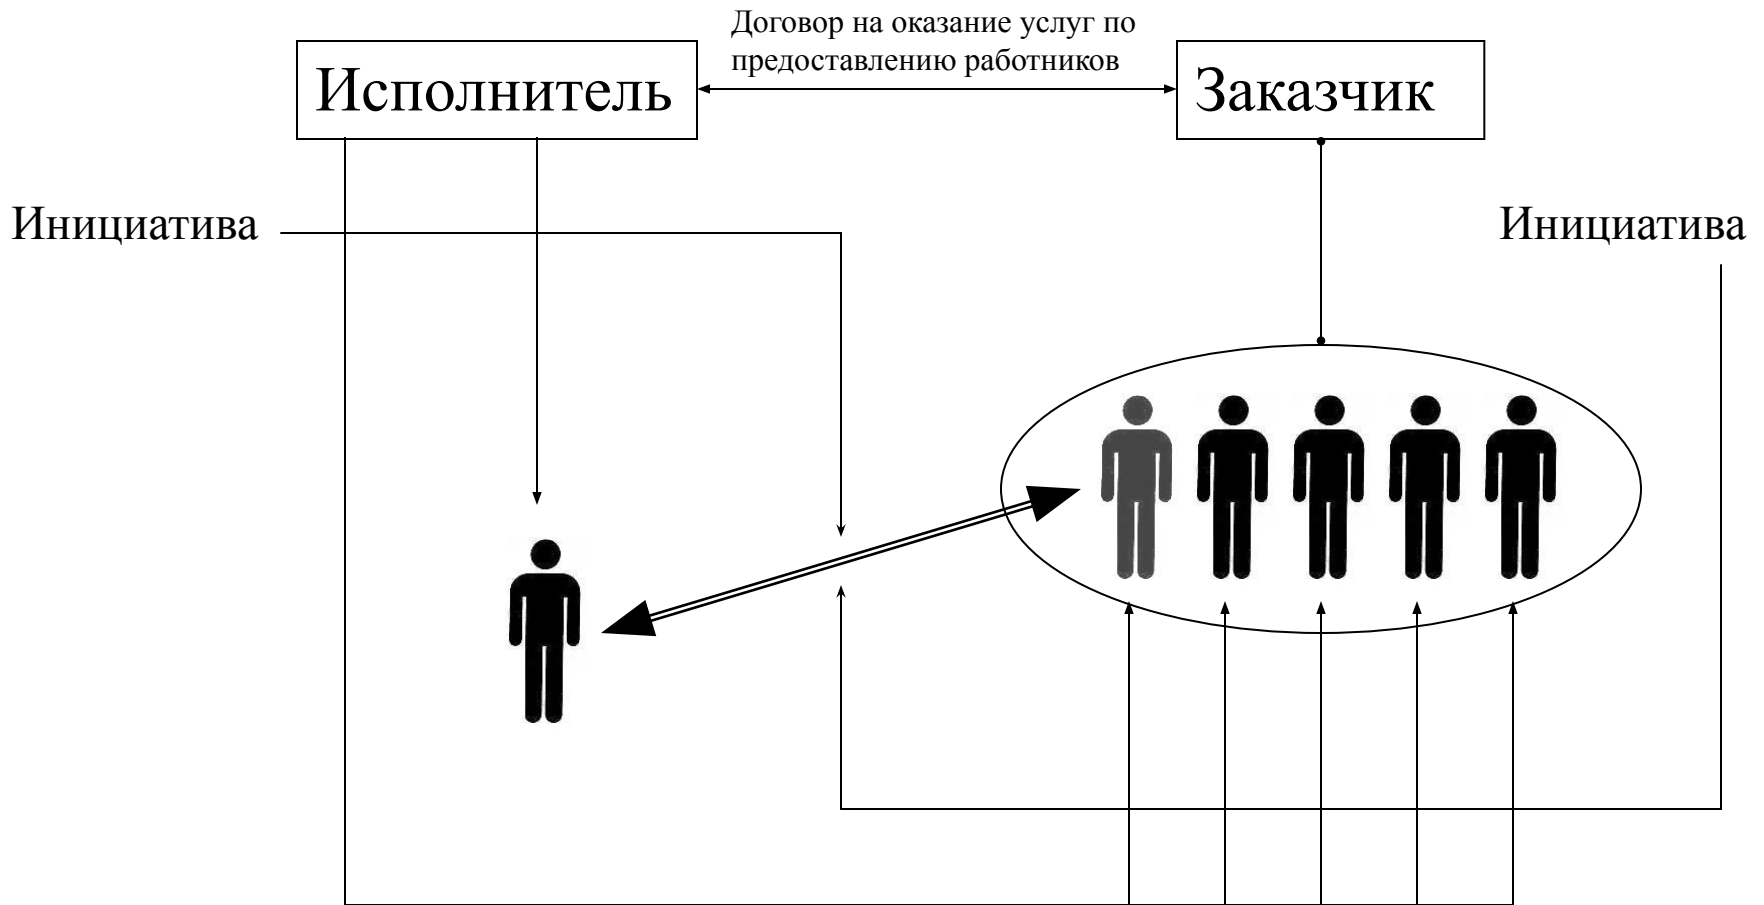 Договор на оказание услуг по
предоставлению работников
Исполнитель
Заказчик
Инициатива
Инициатива